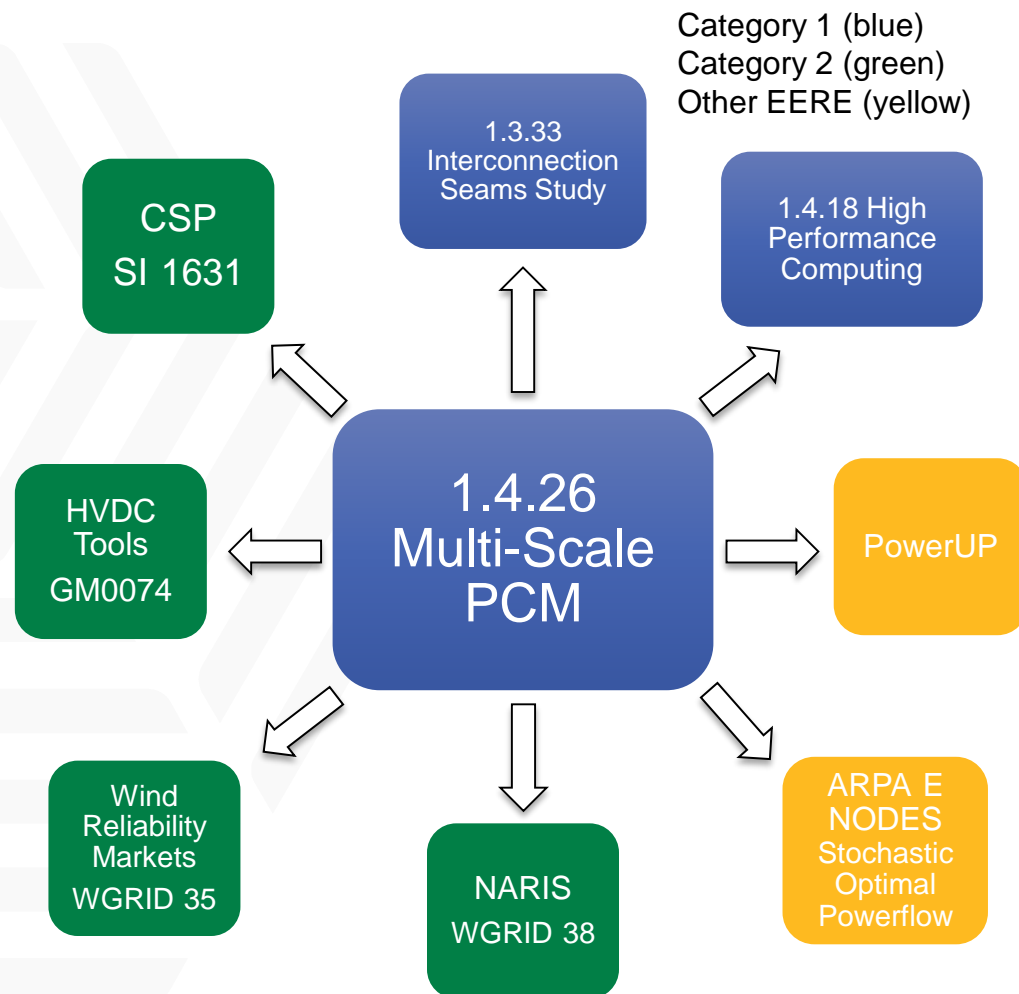 Category 1 (blue)
Category 2 (green)
Other EERE (yellow)
1.3.33
Interconnection
Seams Study
1.4.18 High
Performance
Computing
CSP
SI 1631
1.4.26
Multi-Scale
PCM
HVDC
Tools
GM0074
PowerUP
Wind
Reliability
Markets
WGRID 35
NARIS
WGRID 38
ARPA E
NODES
Stochastic
Optimal
Powerflow